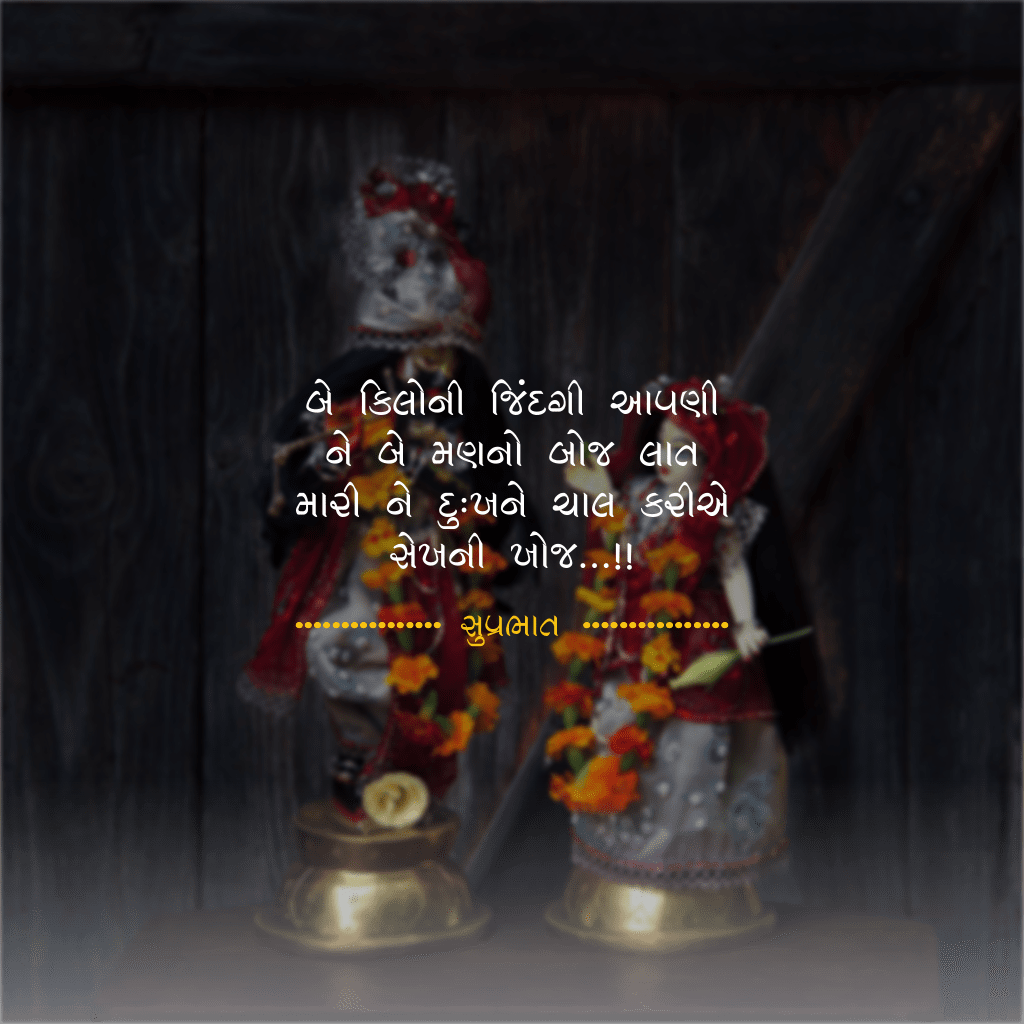 બે કિલોની જિંદગી આપણી
ને બે મણનો બોજ લાત
મારી ને દુઃખને ચાલ કરીએ
સેખની ખોજ...!!
સુપ્રભાત